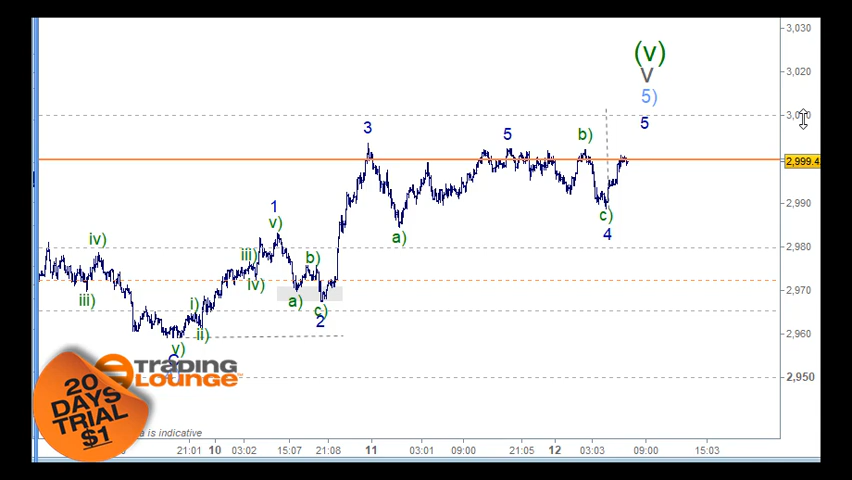 3,030
3,020
3,010
2,999.4
2,990
2,980
2,970
2,960
2,950
(v)
v
5)
5
3
5
b)
c)
4
a)
1
v)
iii)
iv)
b)
a)
c)
2
iv)
iii)
i)
ii)
v)
TRADING
LOUNGE™
20
DAYS
TRIAL
$1
a is indicative
21:01 10 03:02 15:07 21:08 11 03:01 09:00 21:05 12 03:03 09:00 15:03